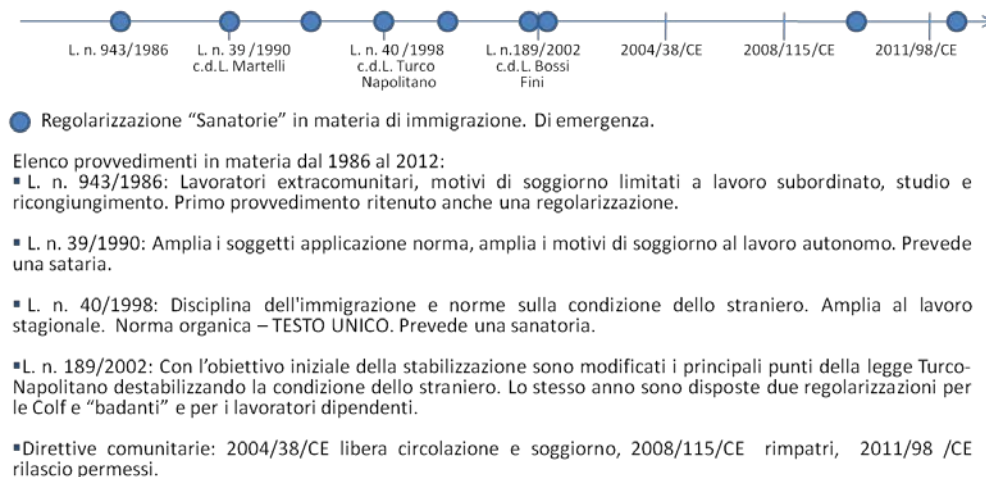 L. n. 943/1986
L. n. 39 /1990
c.d.L. Martelli
L. n. 40 /1998
c.d.L. Turco
Napolitano
L. n.189/2002
c.d.L. Bossi
Fini
2004/38/CE
2008/115/CE
2011/98/CE
Regolarizzazione “Sanatorie” in materia di immigrazione. Di emergenza.
Elenco provvedimenti in materia dal 1986 al 2012:
▪ L. n. 943/1986: Lavoratori extracomunitari, motivi di soggiorno limitati a lavoro subordinato, studio e
ricongiungimento. Primo provvedimento ritenuto anche una regolarizzazione.
▪ L. n. 39/1990: Amplia i soggetti applicazione norma, amplia i motivi di soggiorno al lavoro autonomo. Prevede
una sataria.
▪ L. n. 40/1998: Disciplina dell'immigrazione e norme sulla condizione dello straniero. Amplia al lavoro
stagionale. Norma organica – TESTO UNICO. Prevede una sanatoria.
▪L. n. 189/2002: Con l’obiettivo iniziale della stabilizzazione sono modificati i principali punti della legge Turco-
Napolitano destabilizzando la condizione dello straniero. Lo stesso anno sono disposte due regolarizzazioni per
le Colf e “badanti” e per i lavoratori dipendenti.
▪Direttive comunitarie: 2004/38/CE libera circolazione e soggiorno, 2008/115/CE rimpatri, 2011/98 /CE
rilascio permessi.